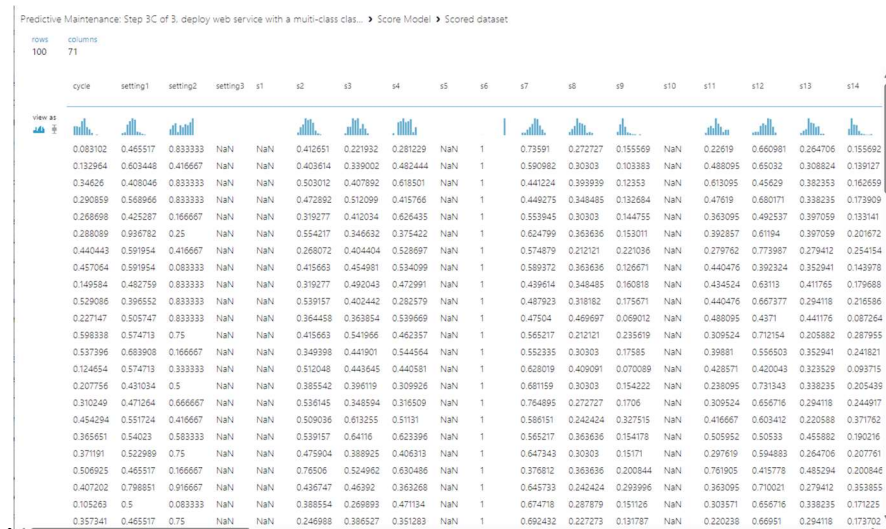 Predictive Maintenance: Step 3C of 3. deploy web service with a multi-class clas... > Score Model > Scored dataset
rows columns
100 71
cycle setting1 setting2 setting3 s1 s2 s3 s4 s5 s6 s7 s8 s9 s10 s11 s12 s13 s14
view as
0.083102 0.465517 0.833333 NaN NaN 0.412651 0.221932 0.281229 NaN 1 0.73591 0.272727 0.155569 NaN 0.22619 0.660981 0.264706 0.155692
0.132964 0.603448 0.416667 NaN NaN 0.403614 0.339002 0.482444 NaN 1 0.590982 0.30303 0.103383 NaN 0.488095 0.65032 0.308824 0.139127
0.34626 0.408046 0.833333 NaN NaN 0.503012 0.407892 0.618501 NaN 1 0.441224 0.393939 0.12353 NaN 0.613095 0.45629 0.382353 0.162659
0.290859 0.568966 0.833333 NaN NaN 0.472892 0.512099 0.415766 NaN 1 0.449275 0.348485 0.132684 NaN 0.47619 0.680171 0.338235 0.173909
0.268698 0.425287 0.166667 NaN NaN 0.319277 0.412034 0.626435 NaN 1 0.553945 0.30303 0.144755 NaN 0.363095 0.492537 0.397059 0.133141
0.288089 0.936782 0.25 NaN NaN 0.554217 0.346632 0.375422 NaN 1 0.624799 0.363636 0.153011 NaN 0.392857 0.61194 0.397059 0.201672
0.440443 0.591954 0.416667 NaN NaN 0.268072 0.404404 0.528697 NaN 1 0.574879 0.212121 0.221036 NaN 0.279762 0.773987 0.279412 0.254154
0.457064 0.591954 0.083333 NaN NaN 0.415663 0.454981 0.534099 NaN 1 0.589372 0.363636 0.126671 NaN 0.440476 0.392324 0.352941 0.143978
0.149584 0.482759 0.833333 NaN NaN 0.319277 0.492043 0.472991 NaN 1 0.439614 0.348485 0.160818 NaN 0.434524 0.63113 0.411765 0.179688
0.529086 0.396552 0.833333 NaN NaN 0.539157 0.402442 0.282579 NaN 1 0.487923 0.318182 0.175671 NaN 0.440476 0.667377 0.294118 0.216586
0.227147 0.505747 0.833333 NaN NaN 0.364458 0.363854 0.539669 NaN 1 0.47504 0.469697 0.069012 NaN 0.488095 0.4371 0.441176 0.087264
0.598338 0.574713 0.75 NaN NaN 0.415663 0.541966 0.462357 NaN 1 0.565217 0.212121 0.235619 NaN 0.309524 0.712154 0.205882 0.287955
0.537396 0.683908 0.166667 NaN NaN 0.349398 0.441901 0.544564 NaN 1 0.552335 0.30303 0.17585 NaN 0.39881 0.556503 0.352941 0.241821
0.124654 0.574713 0.333333 NaN NaN 0.512048 0.443645 0.440581 NaN 1 0.628019 0.409091 0.070089 NaN 0.428571 0.420043 0.323529 0.093715
0.207756 0.431034 0.5 NaN NaN 0.385542 0.396119 0.309926 NaN 1 0.681159 0.30303 0.154222 NaN 0.238095 0.731343 0.338235 0.205439
0.310249 0.471264 0.666667 NaN NaN 0.536145 0.348594 0.316509 NaN 1 0.764895 0.272727 0.1706 NaN 0.309524 0.656716 0.294118 0.244917
0.454294 0.551724 0.416667 NaN NaN 0.509036 0.613255 0.51131 NaN 1 0.586151 0.242424 0.327515 NaN 0.416667 0.603412 0.220588 0.371762
0.365651 0.54023 0.583333 NaN NaN 0.539157 0.64116 0.623396 NaN 1 0.565217 0.363636 0.154178 NaN 0.505952 0.50533 0.455882 0.190216
0.371191 0.522989 0.75 NaN NaN 0.475904 0.388925 0.406313 NaN 1 0.647343 0.30303 0.15171 NaN 0.297619 0.594883 0.264706 0.207761
0.506925 0.465517 0.166667 NaN NaN 0.76506 0.524962 0.630486 NaN 1 0.376812 0.363636 0.200844 NaN 0.761905 0.415778 0.485294 0.200846
0.407202 0.798851 0.916667 NaN NaN 0.436747 0.46392 0.363268 NaN 1 0.645733 0.242424 0.293996 NaN 0.363095 0.710021 0.279412 0.353855
0.105263 0.5 0.083333 NaN NaN 0.388554 0.269893 0.471134 NaN 1 0.674718 0.287879 0.151126 NaN 0.303571 0.656716 0.338235 0.171225
0.357341 0.465517 0.75 NaN NaN 0.246988 0.386527 0.351283 NaN 1 0.692432 0.227273 0.131787 NaN 0.220238 0.66951 0.294118